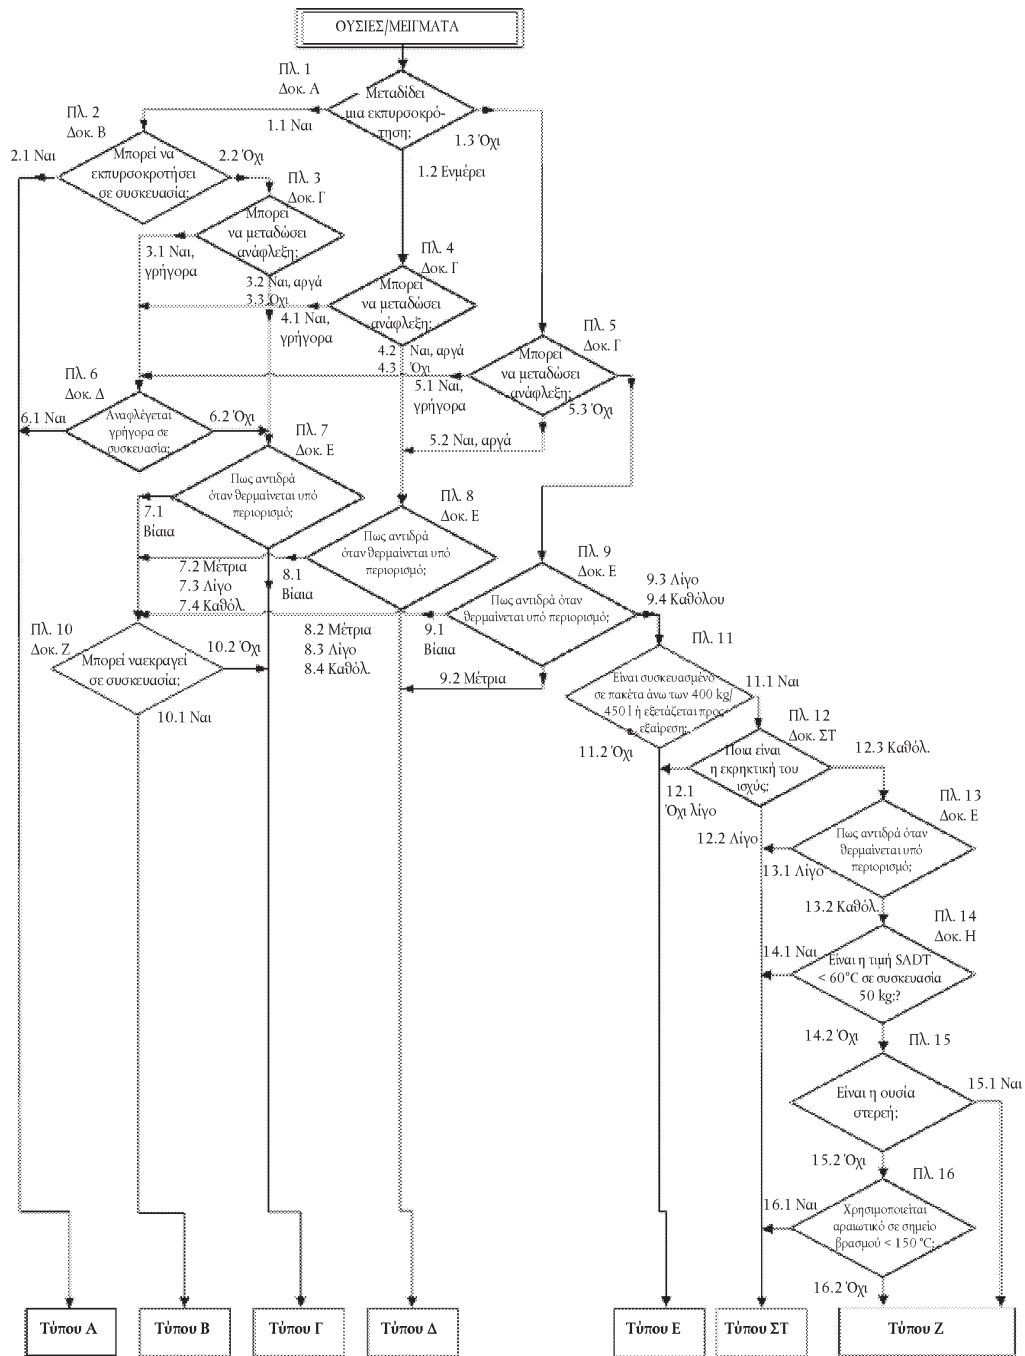 ΟΥΣΙΕΣ/ΜΕΙΓΜΑΤΑ
Πλ. 1
Δοκ. Α
Μεταδίδει
μια εκπυρσοκρό-
τηση;
1.1 Ναι
1.3 Όχι
1.2 Ενμέρει
Πλ. 2
Δοκ. Β
Μπορεί να
εκπυρσοκροτήσει
σε συσκευασία;
2.1 Ναι
2.2 Όχι
Πλ. 3
Δοκ. Γ
Μπορεί
να μεταδώσει
ανάφλεξη;
3.1 Ναι,
γρήγορα
3.2 Ναι, αργά
3.3 Όχι
Πλ. 4
Δοκ. Γ
Μπορεί
να μεταδώσει
ανάφλεξη;
4.1 Ναι,
γρήγορα
4.2 Ναι, αργά
4.3 Όχι
Πλ. 5
Δοκ. Γ
Μπορεί
να μεταδώσει
ανάφλεξη;
5.1 Ναι,
γρήγορα
5.3 Όχι
5.2 Ναι, αργά
Πλ. 6
Δοκ. Δ
Αναφλέγεται
γρήγορα σε
συσκευασία;
6.1 Ναι
6.2 Όχι
Πλ. 7
Δοκ. Ε
Πως αντιδρά
όταν θερμαίνεται υπό
περιορισμό;
7.1
Βίαια
7.2 Μέτρια
7.3 Λίγο
7.4 Καθόλ.
Πλ. 8
Δοκ. Ε
Πως αντιδρά
όταν θερμαίνεται υπό
περιορισμό;
8.1
Βίαια
8.2 Μέτρια
8.3 Λίγο
8.4 Καθόλ.
Πλ. 9
Δοκ. Ε
Πως αντιδρά όταν
θερμαίνεται υπό περιορισμό;
9.1
Βίαια
9.2 Μέτρια
9.3 Λίγο
9.4 Καθόλου
Πλ. 10
Δοκ. Ζ
Μπορεί ναεκραγεί
σε συσκευασία;
10.2 Όχι
10.1 Ναι
Πλ. 11
Είναι συσκευασμένο
σε πακέτα άνω των 400 kg/
450 l ή εξετάζεται προς
εξαίρεση;
11.1 Ναι
11.2 Όχι
Πλ. 12
Δοκ. ΣΤ
Ποια είναι
η εκρηκτική του
ισχύς;
12.3 Καθόλ.
12.1
Όχι λίγο
12.2 Λίγο
Πλ. 13
Δοκ. Ε
Πως αντιδρά όταν
θερμαίνεται υπό
περιορισμό;
13.1 Λίγο
13.2 Καθόλ.
Πλ. 14
Δοκ. Η
Είναι η τιμή SADT
< 60°C σε συσκευασία
50 kg;?
14.1 Ναι
14.2 Όχι
Πλ. 15
Είναι η ουσία
στερεή;
15.1 Ναι
15.2 Όχι
Πλ. 16
Χρησιμοποιείται
αραιωτικό σε σημείο
βρασμού < 150 °C;
16.1 Ναι
16.2 Όχι
Τύπου Α
Τύπου Β
Τύπου Γ
Τύπου Δ
Τύπου Ε
Τύπου ΣΤ
Τύπου Ζ